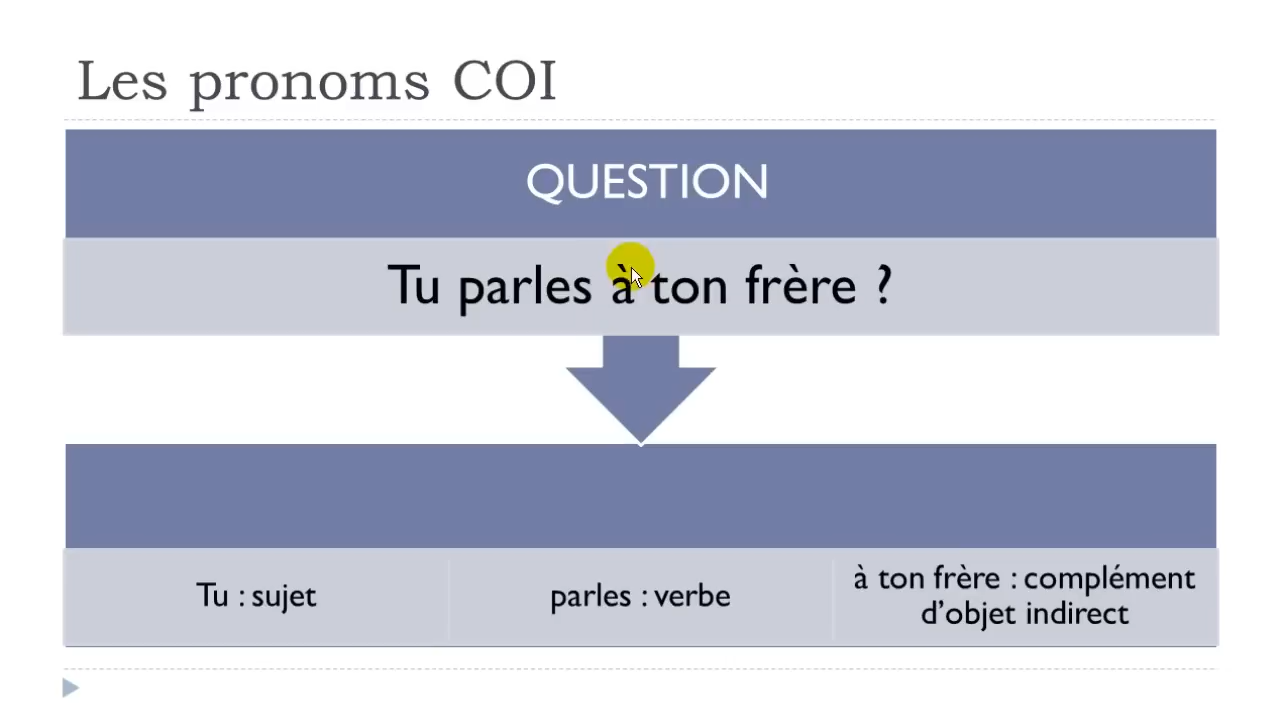 Les pronoms COI
QUESTION
Tu parles à ton frère ?
Tu : sujet
parles : verbe
à ton frère : complément
d’objet indirect